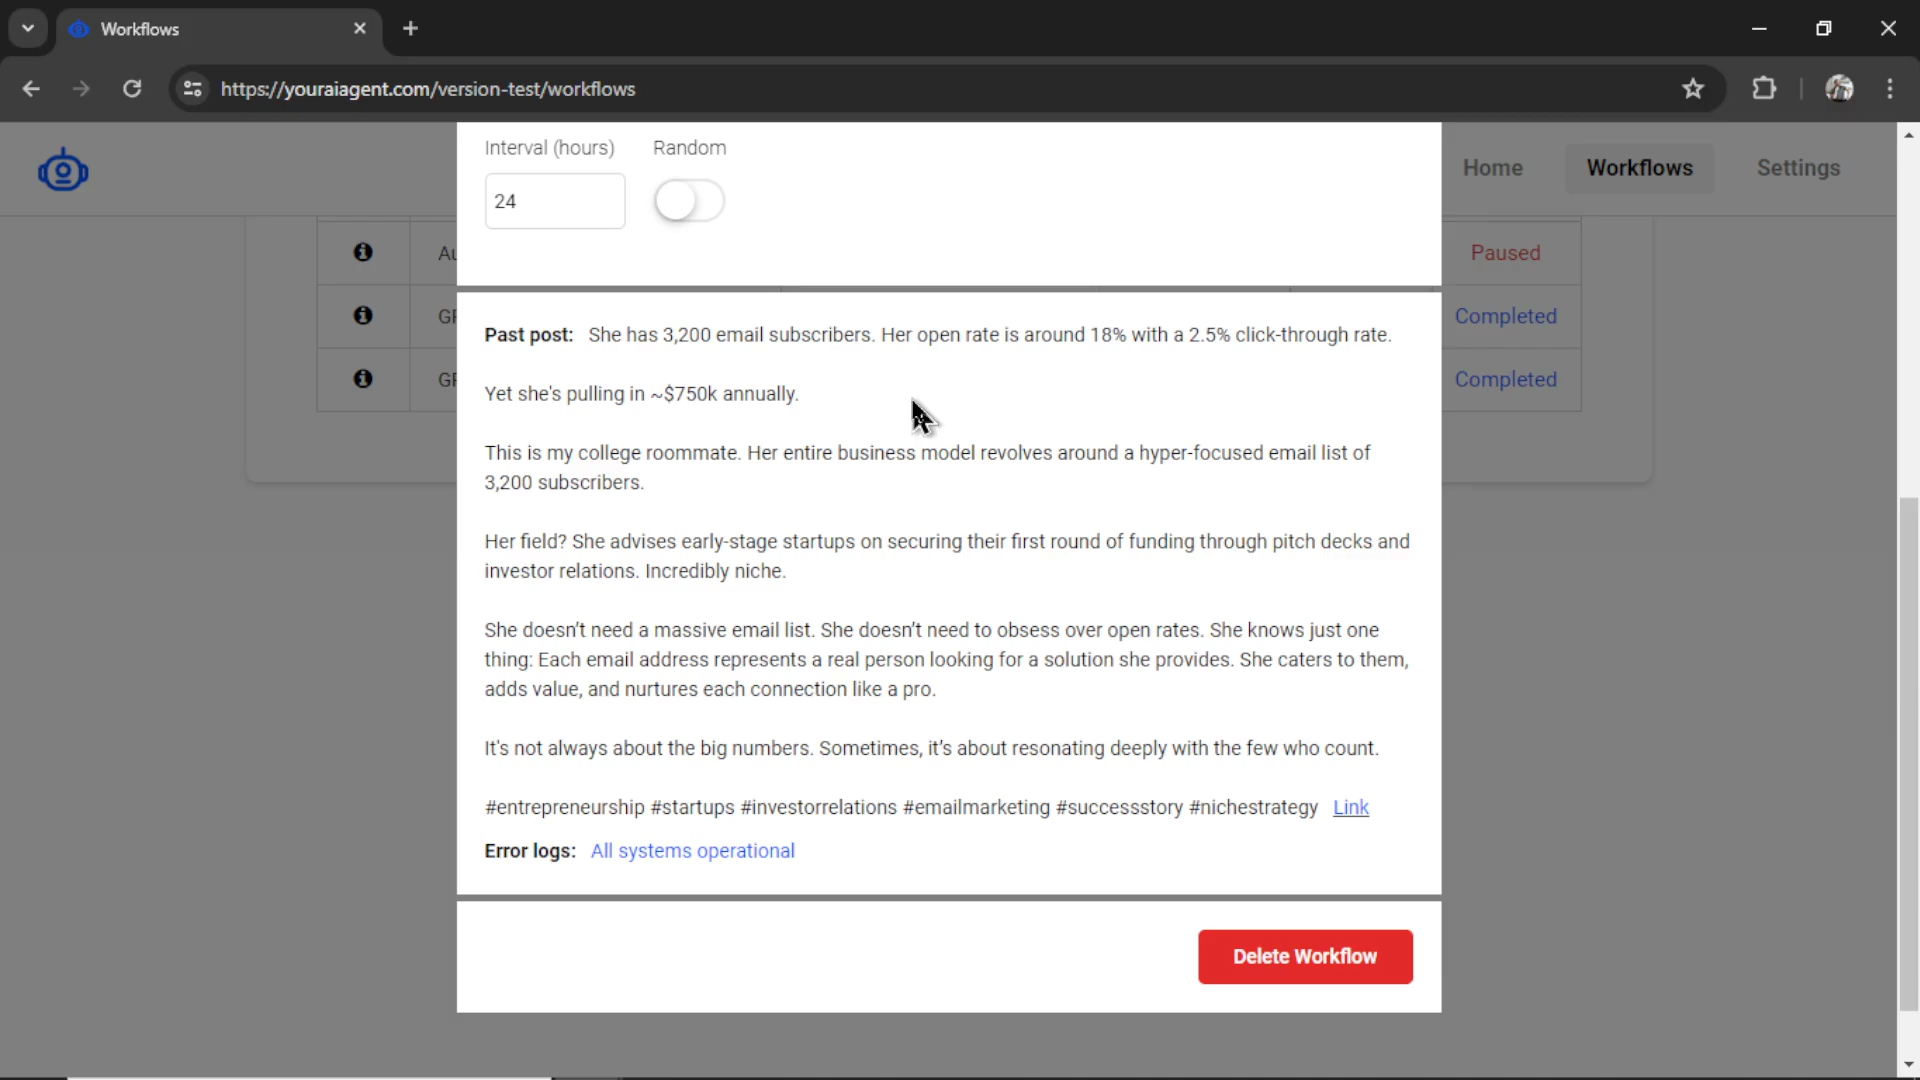 Workflows
https://youraiagent.com/version-test/workflows
Home
Workflows
Settings
Interval (hours)
Random
24
Au
Paused
GF
Completed
GF
Completed
Past post: She has 3,200 email subscribers. Her open rate is around 18% with a 2.5% click-through rate.
Yet she's pulling in ~$750k annually.
This is my college roommate. Her entire business model revolves around a hyper-focused email list of
3,200 subscribers.
Her field? She advises early-stage startups on securing their first round of funding through pitch decks and
investor relations. Incredibly niche.
She doesn’t need a massive email list. She doesn’t need to obsess over open rates. She knows just one
thing: Each email address represents a real person looking for a solution she provides. She caters to them,
adds value, and nurtures each connection like a pro.
It's not always about the big numbers. Sometimes, it’s about resonating deeply with the few who count.
#entrepreneurship #startups #investorrelations #emailmarketing #successstory #nichestrategy Link
Error logs: All systems operational
Delete Workflow